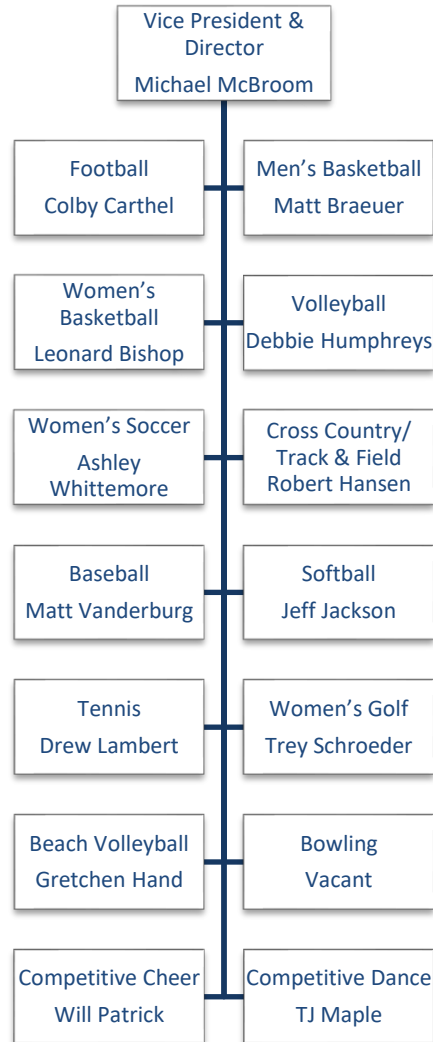 Vice President &
Director
Michael McBroom
Football
Colby Carthel
Men’s Basketball
Matt Braeuer
Women’s
Basketball
Leonard Bishop
Volleyball
Debbie Humphreys
Women’s Soccer
Ashley
Whittemore
Cross Country/
Track & Field
Robert Hansen
Baseball
Matt Vanderburg
Softball
Jeff Jackson
Tennis
Drew Lambert
Women’s Golf
Trey Schroeder
Beach Volleyball
Gretchen Hand
Bowling
Vacant
Competitive Cheer
Will Patrick
Competitive Dance
TJ Maple